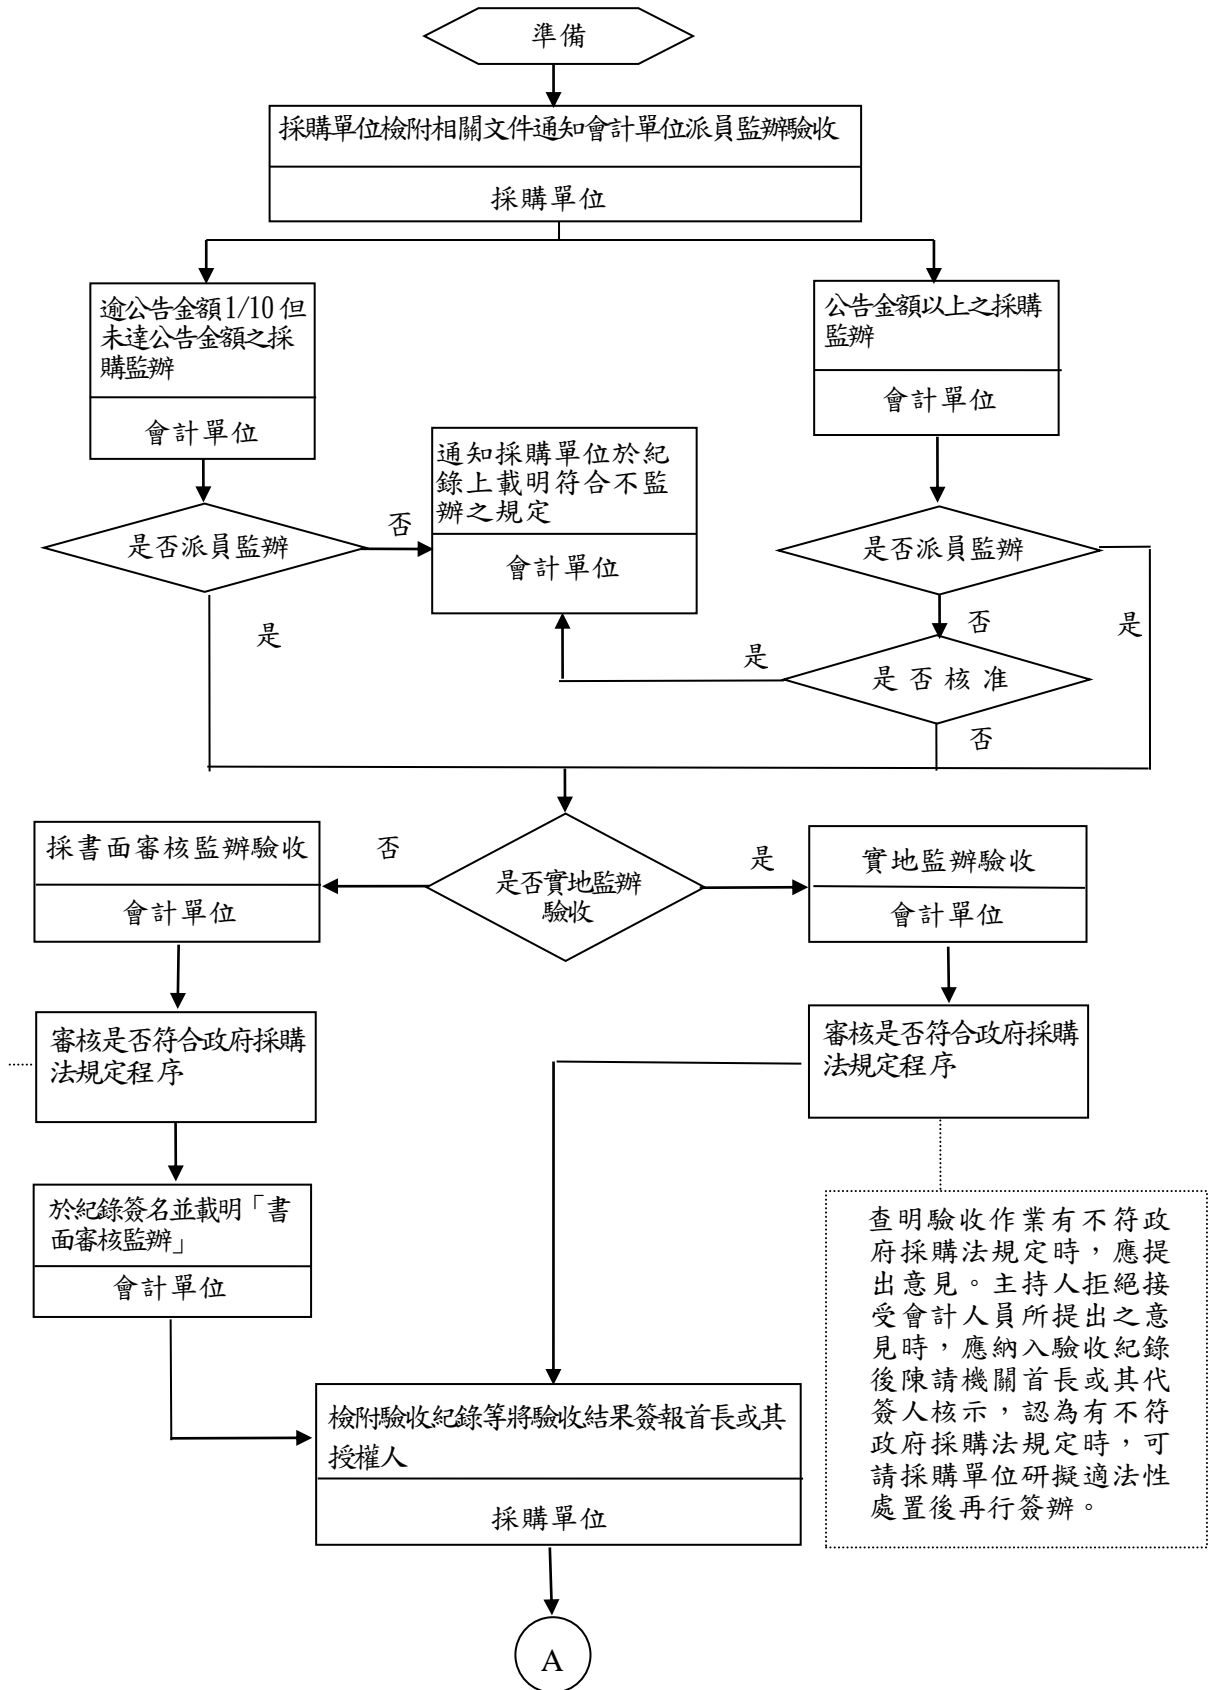 準備
採購單位檢附相關文件通知會計單位派員監辦驗收
採購單位
逾公告金額1/10但
未達公告金額之採
購監辦
會計單位
公告金額以上之採購
監辦
會計單位
通知採購單位於紀
錄上載明符合不監
辦之規定
會計單位
是否派員監辦
否
是
是否派員監辦
否
是
是否核准
是
否
是否實地監辦
驗收
否
是
採書面審核監辦驗收
會計單位
實地監辦驗收
會計單位
審核是否符合政府採購
法規定程序
審核是否符合政府採購
法規定程序
於紀錄簽名並載明「書
面審核監辦」
會計單位
查明驗收作業有不符政
府採購法規定時，應提
出意見。主持人拒絕接
受會計人員所提出之意
見時，應納入驗收紀錄
後陳請機關首長或其代
簽人核示，認為有不符
政府採購法規定時，可
請採購單位研擬適法性
處置後再行簽辦。
檢附驗收紀錄等將驗收結果簽報首長或其
授權人
採購單位
A